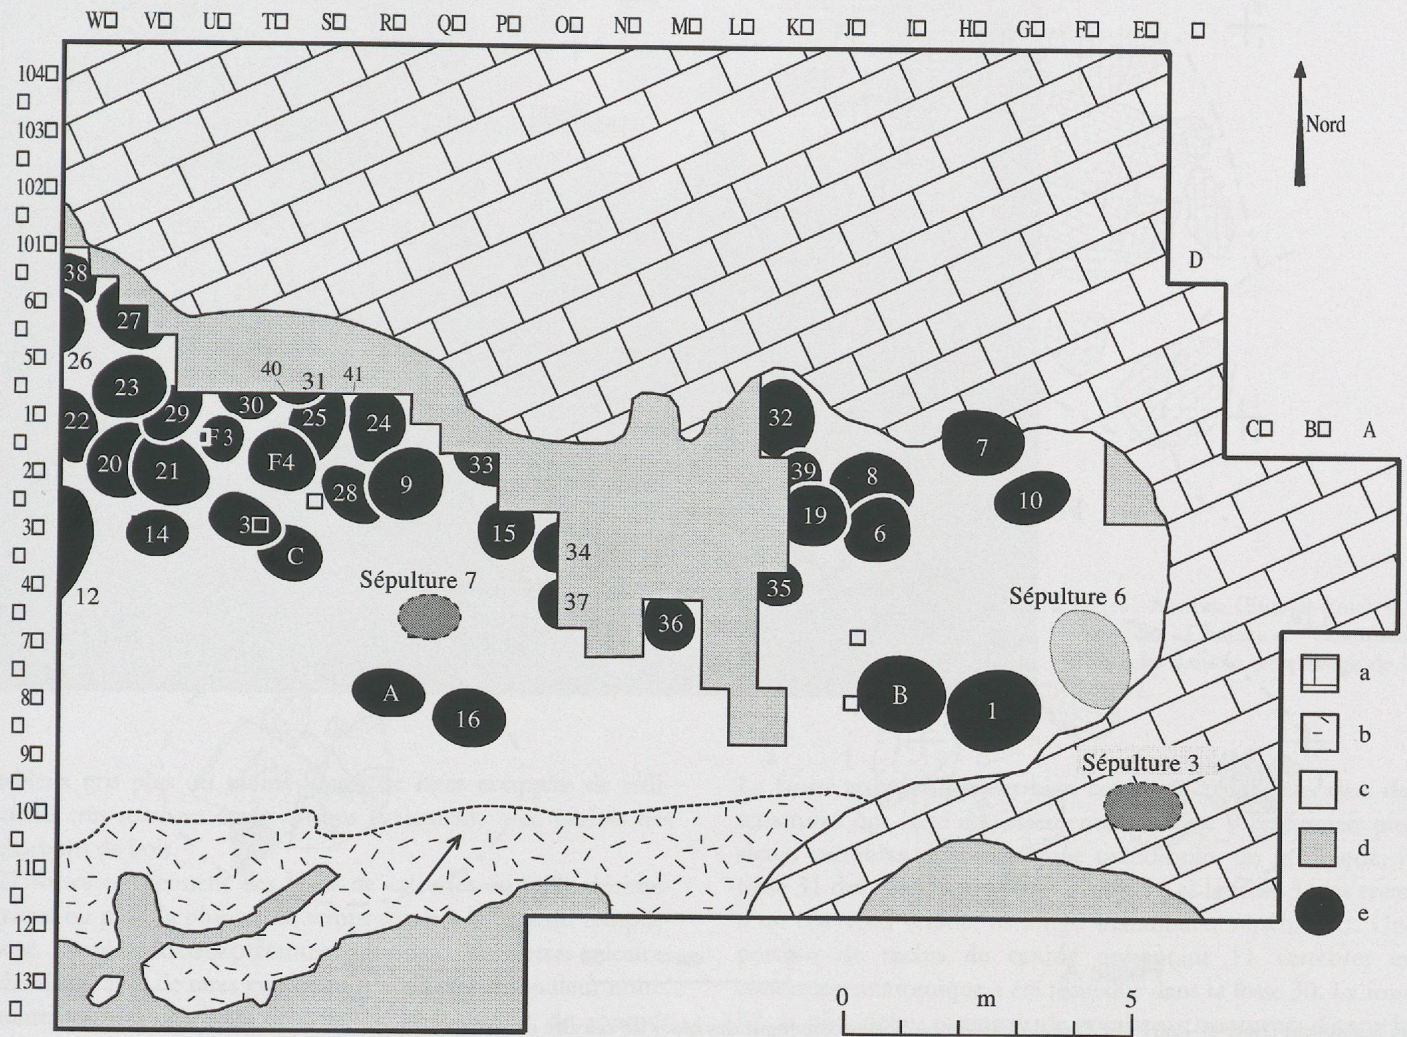 W V U T S R Q P O N M L K J I H G F E
104
103
Nord
102
101
D
38
6
27
26
5
40 31 41
23
22 29 30 25 24 32
C B A
F3
7
20 21 F4 33 39 8
1
2
28 9 10
19 6
14 3 C 15
3
34
Sépulture 7
35
4
12
37
Sépulture 6
36
7
a
A B
8
16 1
b
9
Sépulture 3
c
10
11
d
e
12
13
0 m 5